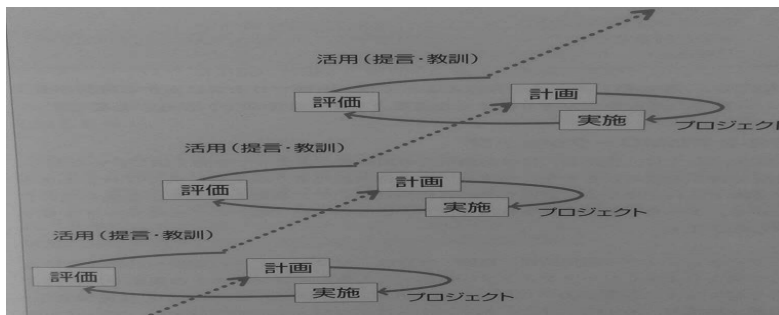 活用(提言・教訓)
評価
計画
実施
プロジェクト
活用(提言・教訓)
評価
計画
実施
プロジェクト
活用(提言・教訓)
評価
計画
実施
プロジェクト